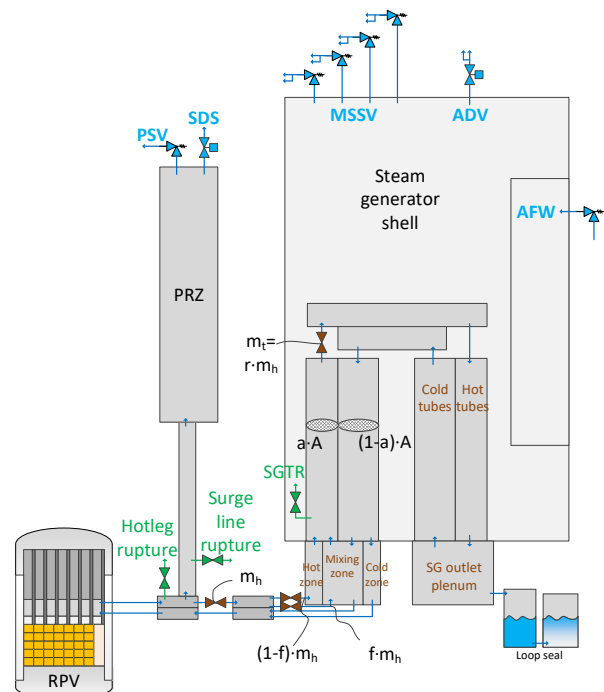 SDS
PSV
MSSV
ADV
Steam
generator
shell
AFW
PRZ
mt=
r·mh
Cold
tubes
Hot
tubes
a·A
(1-a)·A
SGTR
Hotleg
rupture
Surge
line
rupture
mh
Hot
zone
Mixing
zone
Cold
zone
SG outlet
plenum
(1-f)·mh
f·mh
Loop seal
RPV